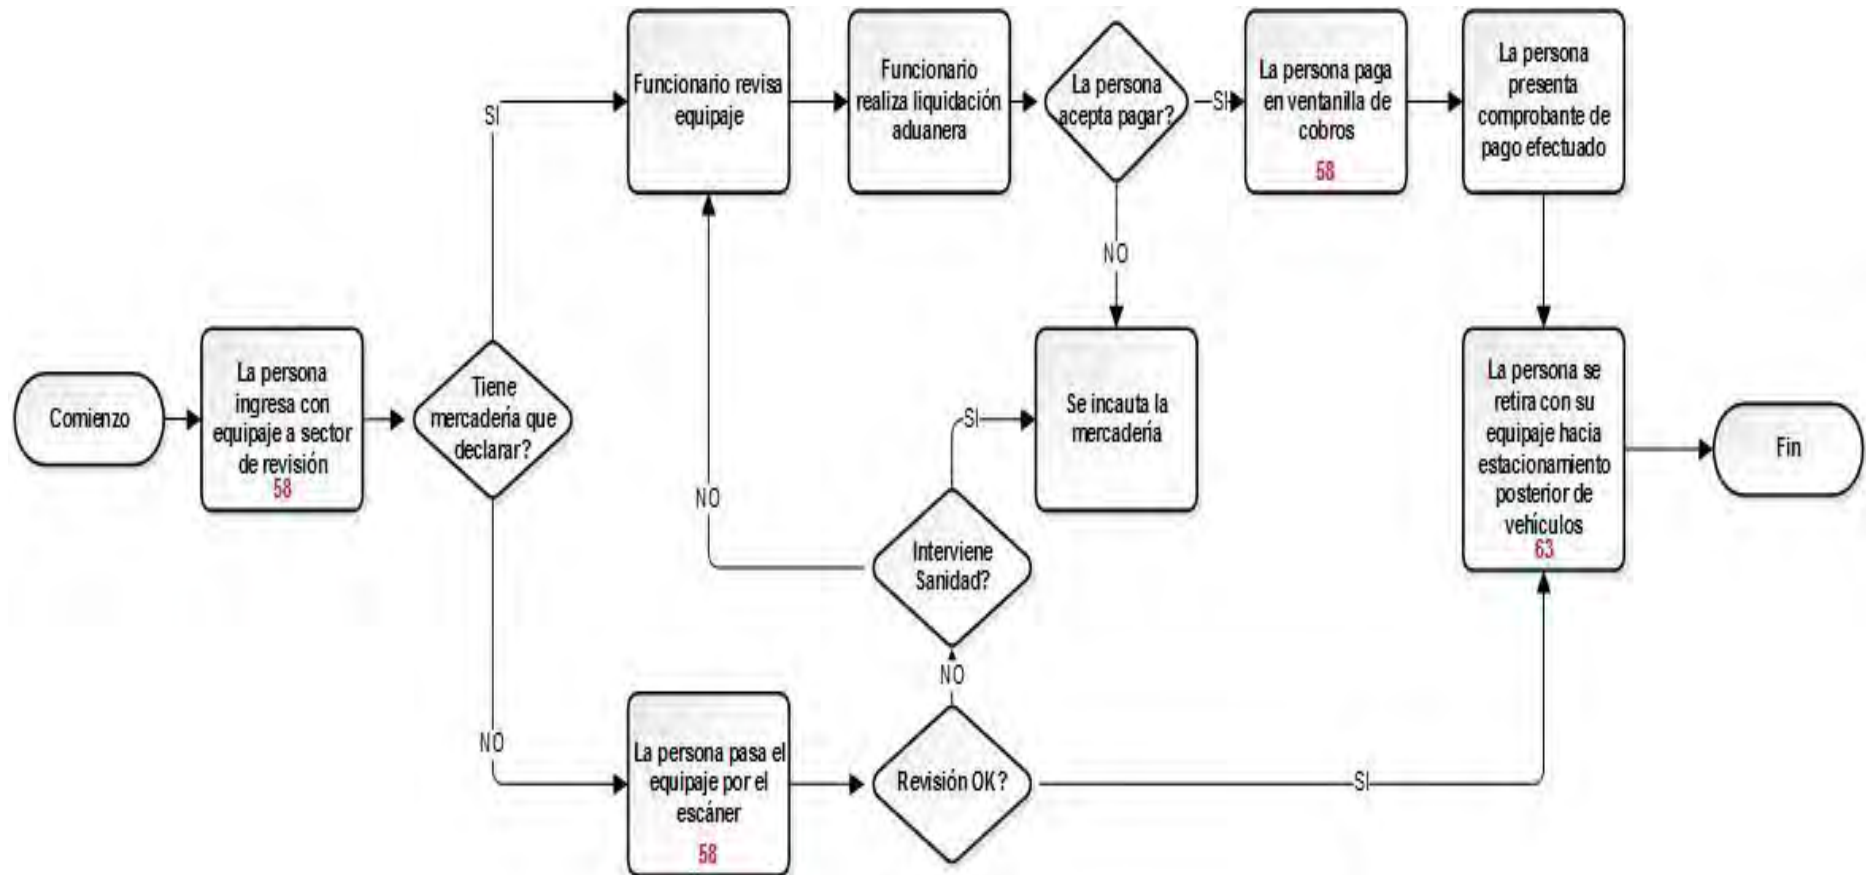 Funcionario revisa
equipaje
Funcionario
realiza liquidación
aduanera
La persona
acepta pagar?
SI
La persona paga
en ventanilla de
cobros
58
La persona
presenta
comprobante de
pago efectuado
SI
NO
Comienzo
La persona
ingresa con
equipaje a sector
de revisión
58
Tiene
mercadería que
declarar?
SI
Se incauta la
mercadería
La persona se
retira con su
equipaje hacia
estacionamiento
posterior de
vehículos
63
Fin
NO
Interviene
Sanidad?
NO
NO
La persona pasa el
equipaje por el
escáner
58
Revisión OK?
SI